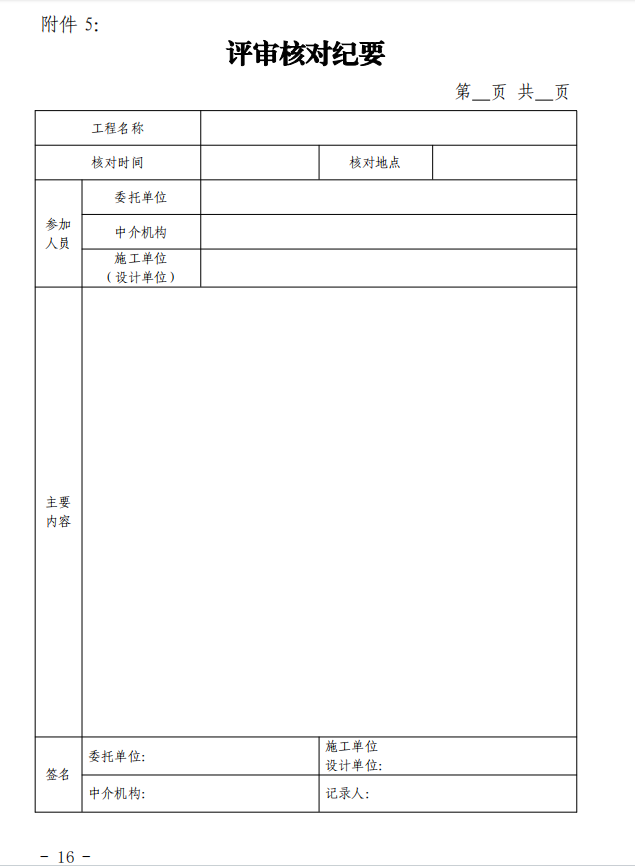 附件 5:
评审核对纪要
第__页 共__页
工程名称
核对时间 核对地点
参加
人员
委托单位
中介机构
施工单位
（设计单位）
主要
内容
签名
委托单位:
施工单位
设计单位:
中介机构:
记录人:
- 16 -